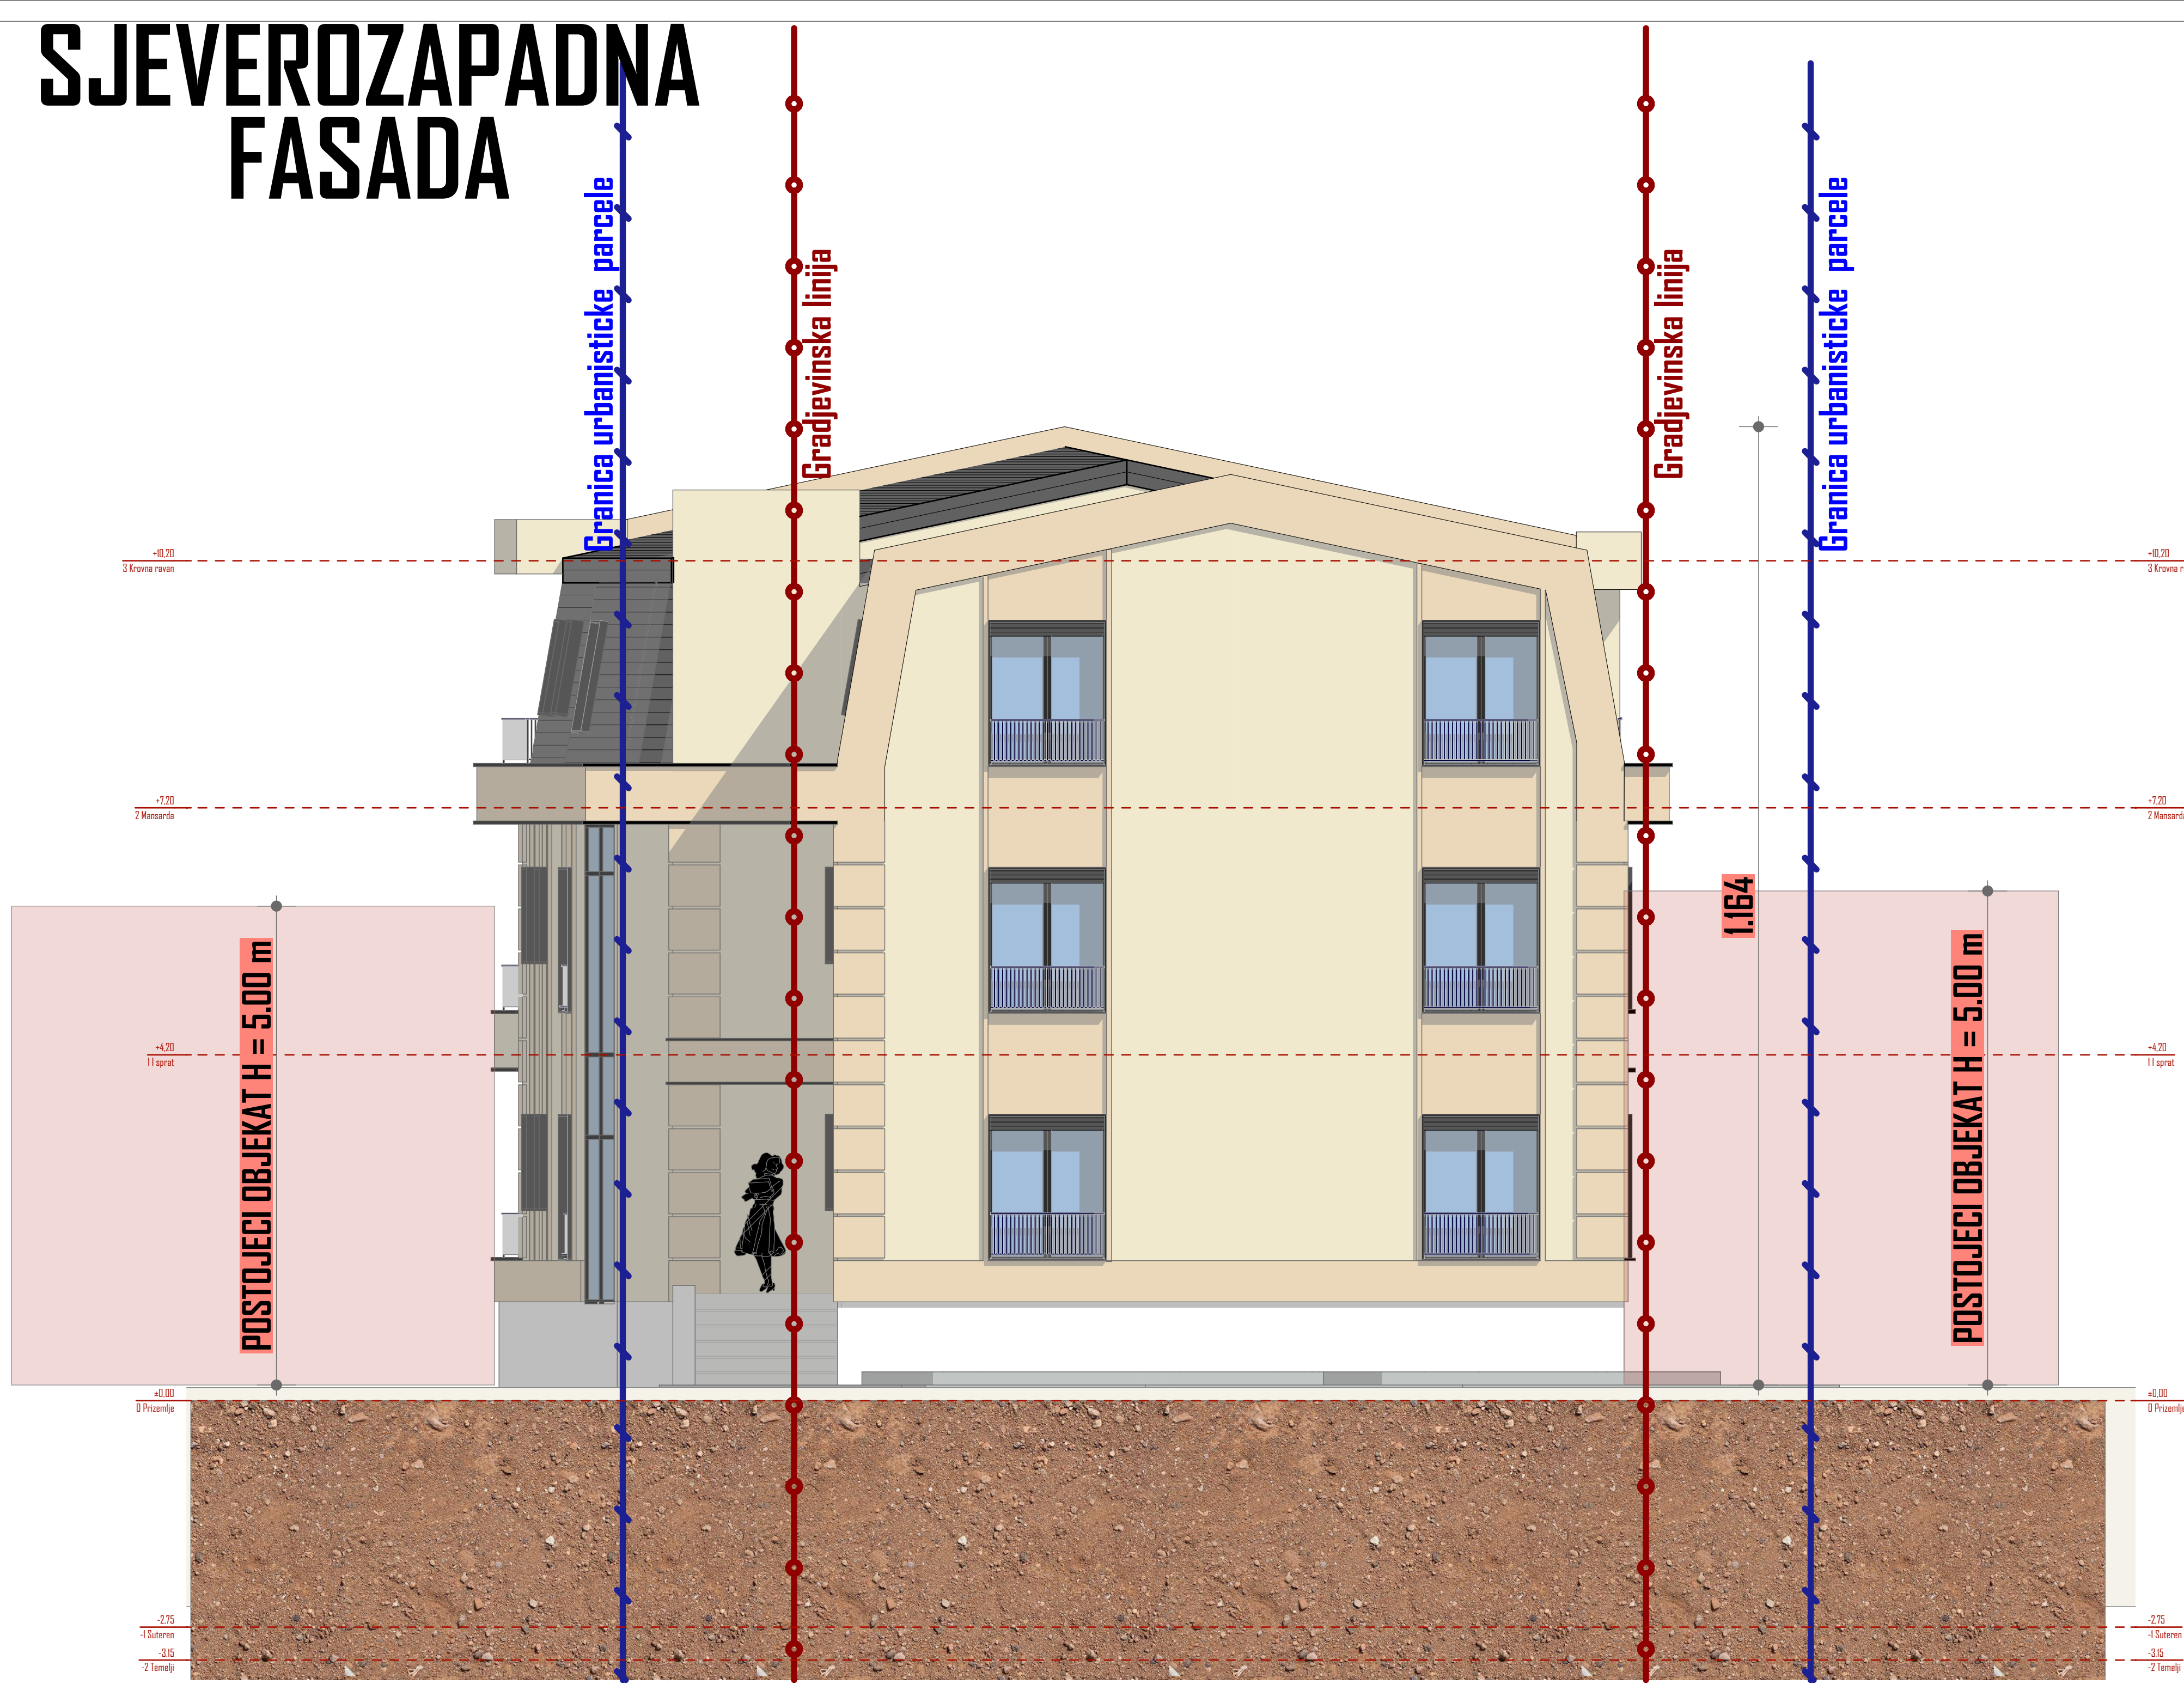 SJEVEROZAPADNA
FASADA
Granica urbanisticke parcele
Gradjevinska linija
Gradjevinska linija
Granica urbanisticke parcele
+10,20
3 Krovna ravan
+10,20
3 Krovna r
+7,20
2 Mansarda
+7,20
2 Mansarda
1.164
POSTOJECI OBJEKAT H = 5.00 m
POSTOJECI OBJEKAT H = 5.00 m
+4,20
1 I sprat
+4,20
1 I sprat
±0,00
0 Prizemlje
±0,00
0 Prizemlje
-2,75
-1 Suteren
-2,75
-1 Suteren
-3,15
-2 Temelji
-3,15
-2 Temelji